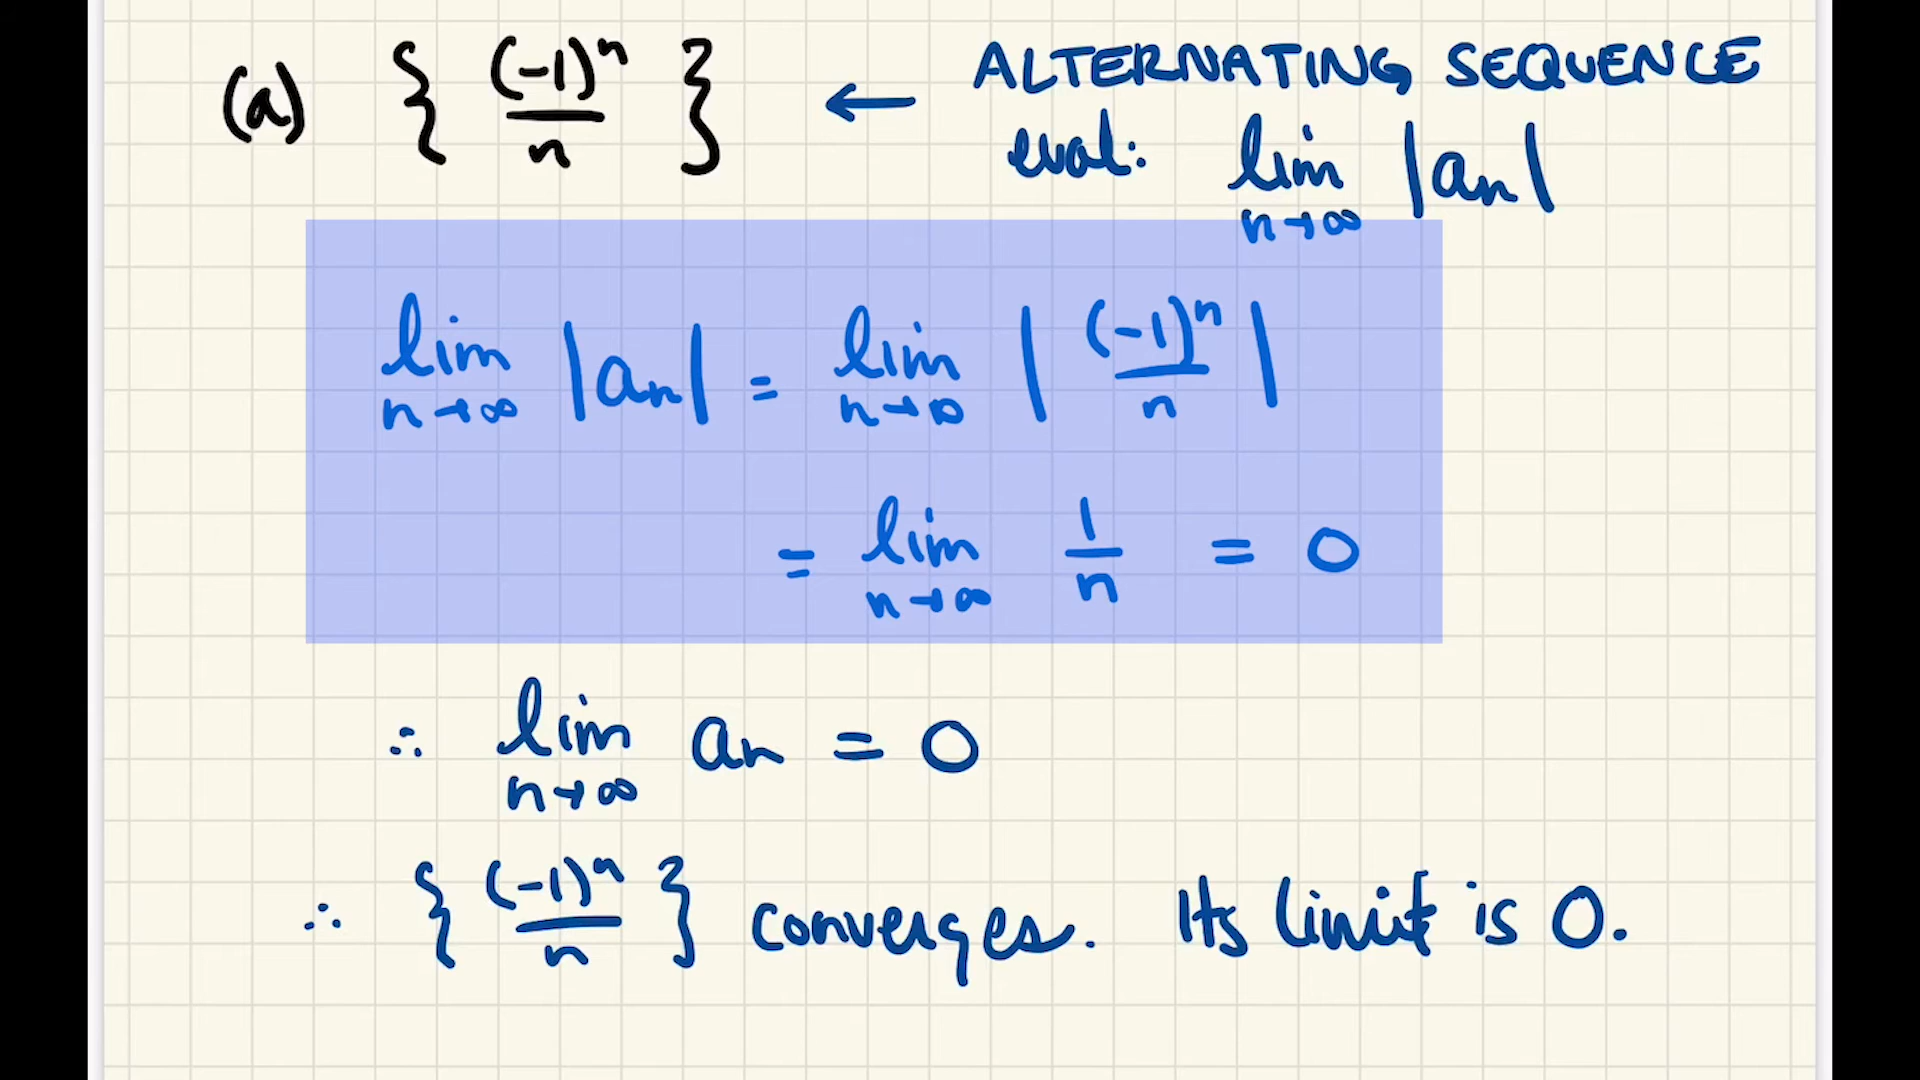 (a) { (-1)^n / n } ← ALTERNATING SEQUENCE
eval: lim n→∞ |an|
lim n→∞ |an| = lim n→∞ | (-1)^n / n |
= lim n→∞ 1/n = 0
∴ lim n→∞ an = 0
∴ { (-1)^n / n } converges. Its limit is 0.